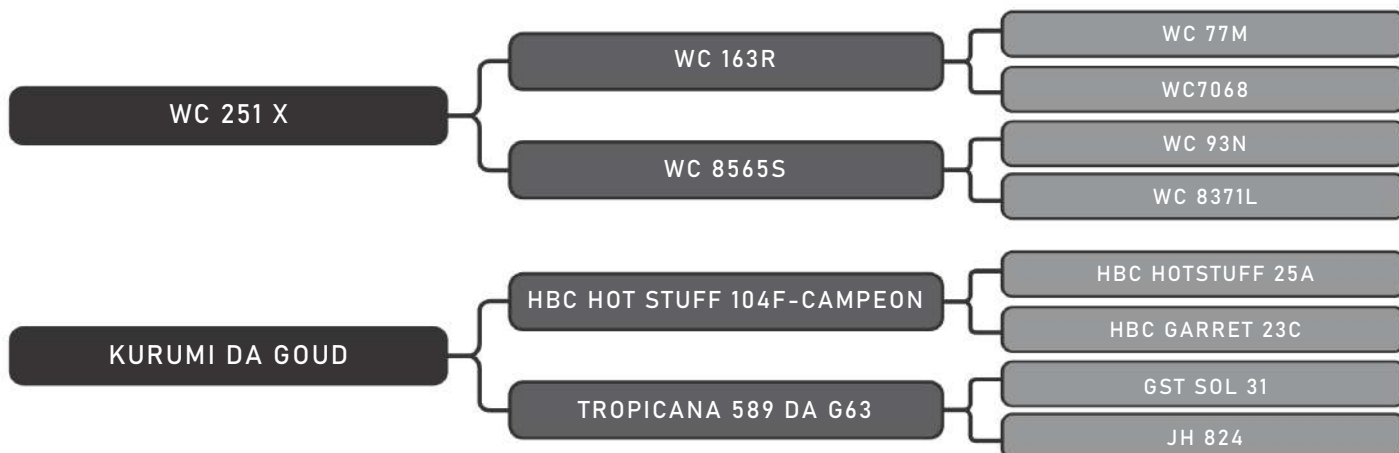 WC 251 X
WC 163R
WC 8565S
WC 77M
WC7068
WC 93N
WC 8371L
KURUMI DA GOUD
HBC HOT STUFF 104F-CAMPEON
TROPICANA 589 DA G63
HBC HOTSTUFF 25A
HBC GARRET 23C
GST SOL 31
JH 824